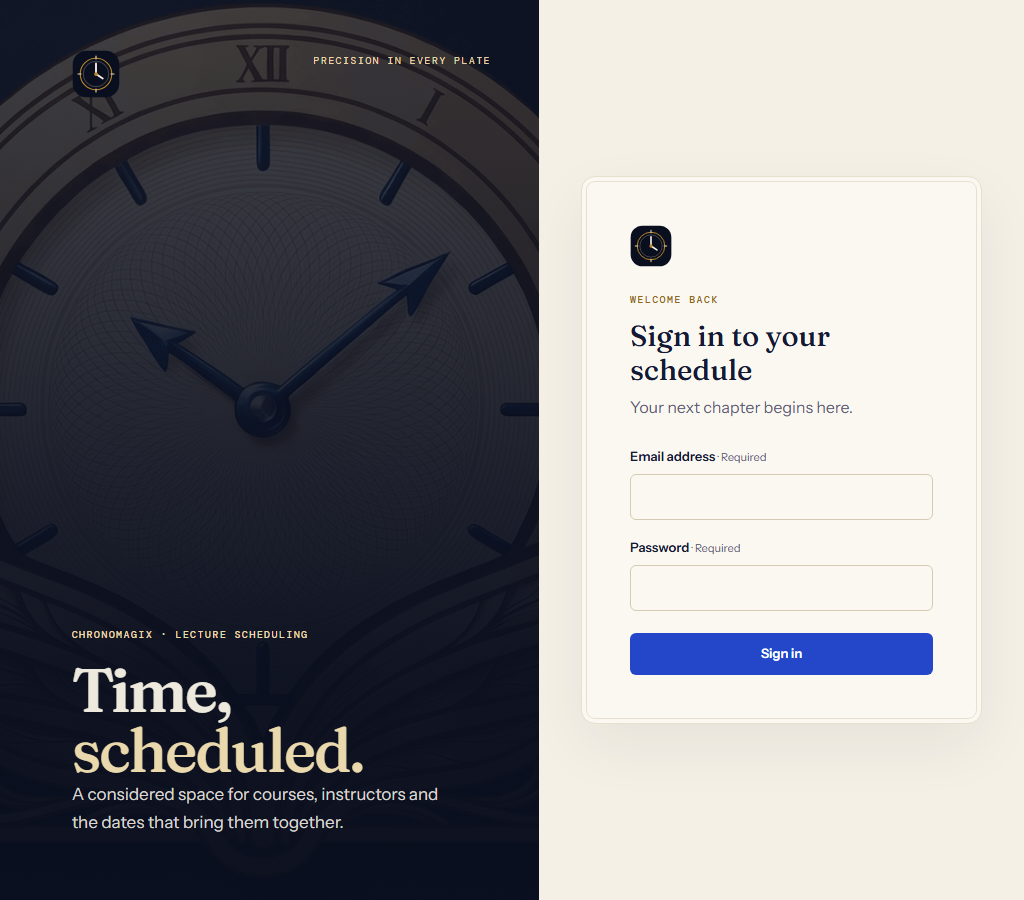 PRECISION IN EVERY PLATE
XI
XII
I
CHRONOMAGIX · LECTURE SCHEDULING
Time,
scheduled.
A considered space for courses, instructors and
the dates that bring them together.
WELCOME BACK
Sign in to your
schedule
Your next chapter begins here.
Email address · Required
Password · Required
Sign in